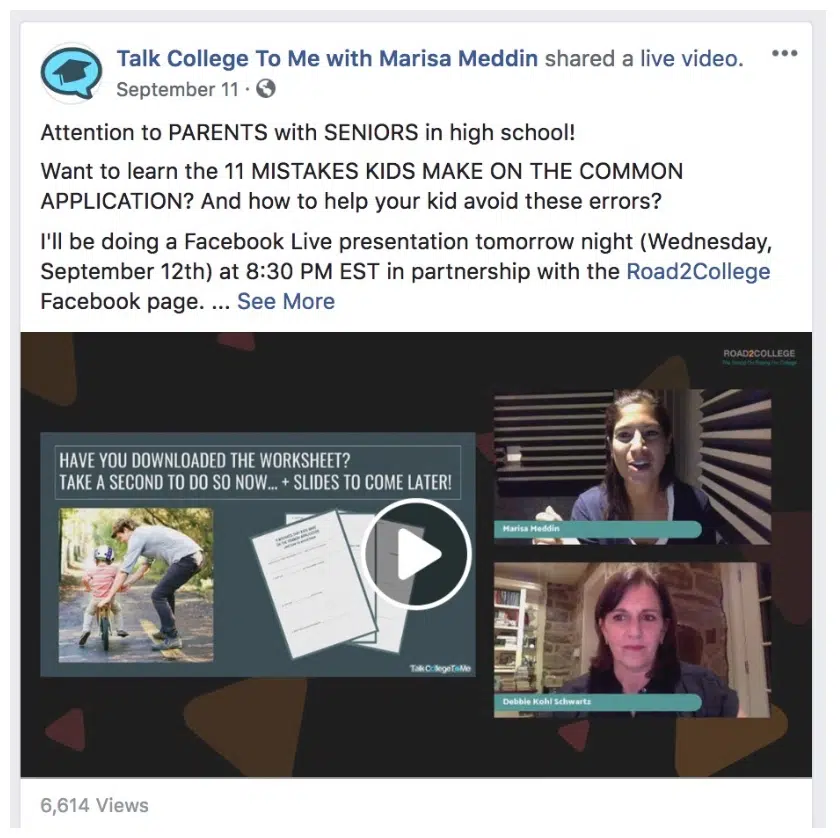 Talk College To Me with Marisa Meddin shared a live video.
September 11 ·
Attention to PARENTS with SENIORS in high school!
Want to learn the 11 MISTAKES KIDS MAKE ON THE COMMON
APPLICATION? And how to help your kid avoid these errors?
I'll be doing a Facebook Live presentation tomorrow night (Wednesday,
September 12th) at 8:30 PM EST in partnership with the Road2College
Facebook page. ... See More
ROAD2COLLEGE
HAVE YOU DOWNLOADED THE WORKSHEET?
TAKE A SECOND TO DO SO NOW... + SLIDES TO COME LATER!
Marisa Meddin
TalkCollegeToMe
Debbie Kohl Schwartz
6,614 Views